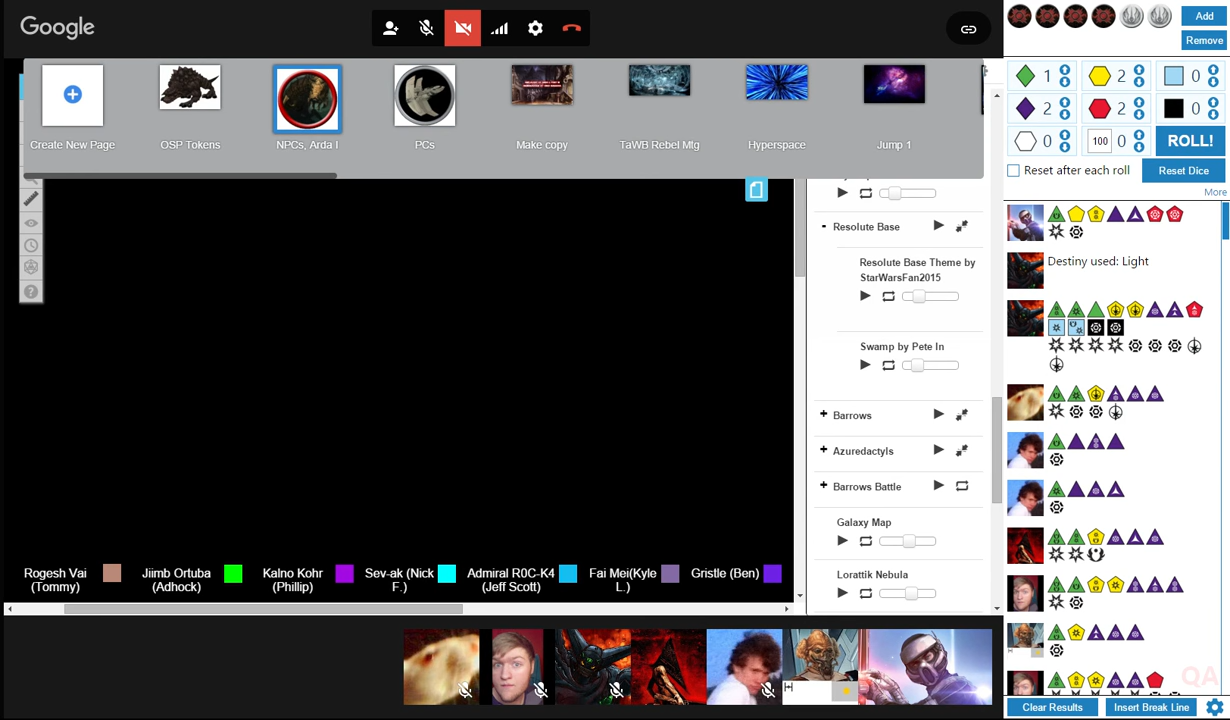 Google
Add
Remove
Create New Page
OSP Tokens
NPCs, Arda I
PCs
Make copy
TaWB Rebel Mtg
Hyperspace
Jump 1
1
2
0
2
2
0
0
100
0
ROLL!
Reset after each roll
Reset Dice
More
- Resolute Base
Resolute Base Theme by
StarWarsFan2015
Swamp by Pete In
+ Barrows
+ Azuredactyls
+ Barrows Battle
Galaxy Map
Lorattik Nebula
Destiny used: Light
Rogesh Vai
(Tommy)
Jiimb Ortuba
(Adhock)
Kalno Kohr
(Phillip)
Sev-ak (Nick
F.)
Admiral R0C-K4
(Jeff Scott)
Fai Mei(Kyle
L.)
Gristle (Ben)
QA
Clear Results
Insert Break Line